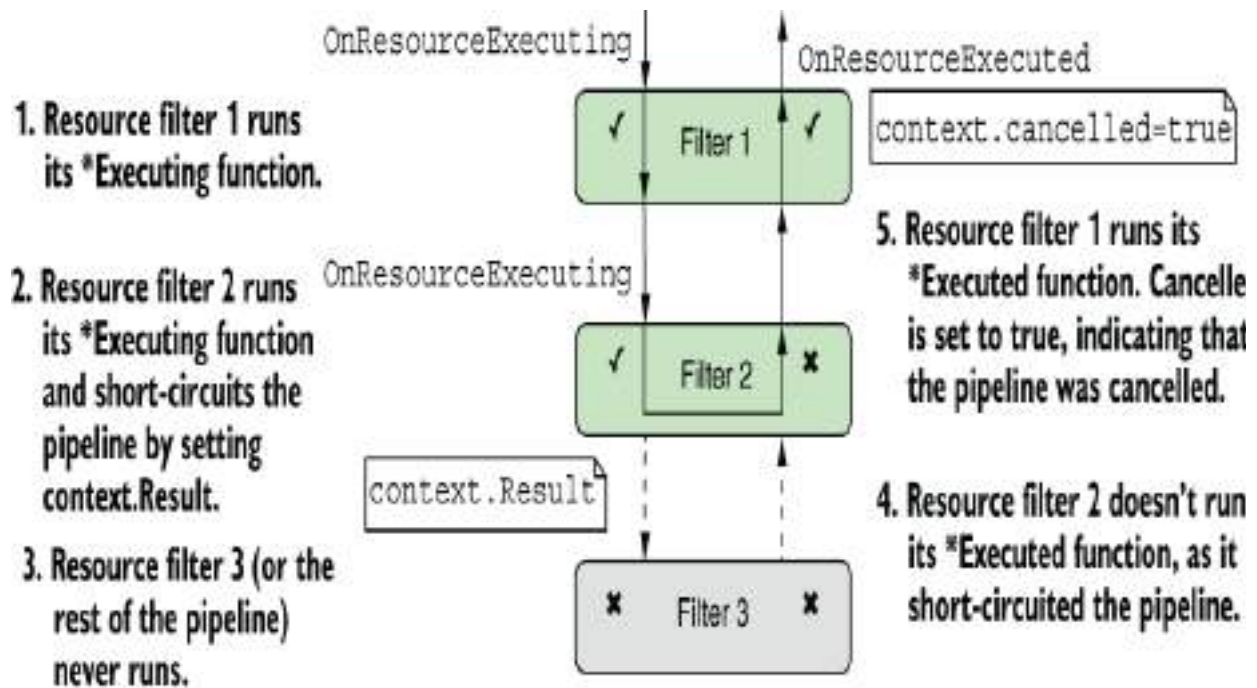 OnResourceExecuting
OnResourceExecuted
1. Resource filter 1 runs
its *Executing function.
✓ Filter 1 ✓
context.cancelled=true
2. Resource filter 2 runs
its *Executing function
and short-circuits the
pipeline by setting
context.Result.
OnResourceExecuting
✓ Filter 2 ✖
5. Resource filter 1 runs its
*Executed function. Cancelle
is set to true, indicating that
the pipeline was cancelled.
context.Result
3. Resource filter 3 (or the
rest of the pipeline)
never runs.
✖ Filter 3 ✖
4. Resource filter 2 doesn't run
its *Executed function, as it
short-circuited the pipeline.